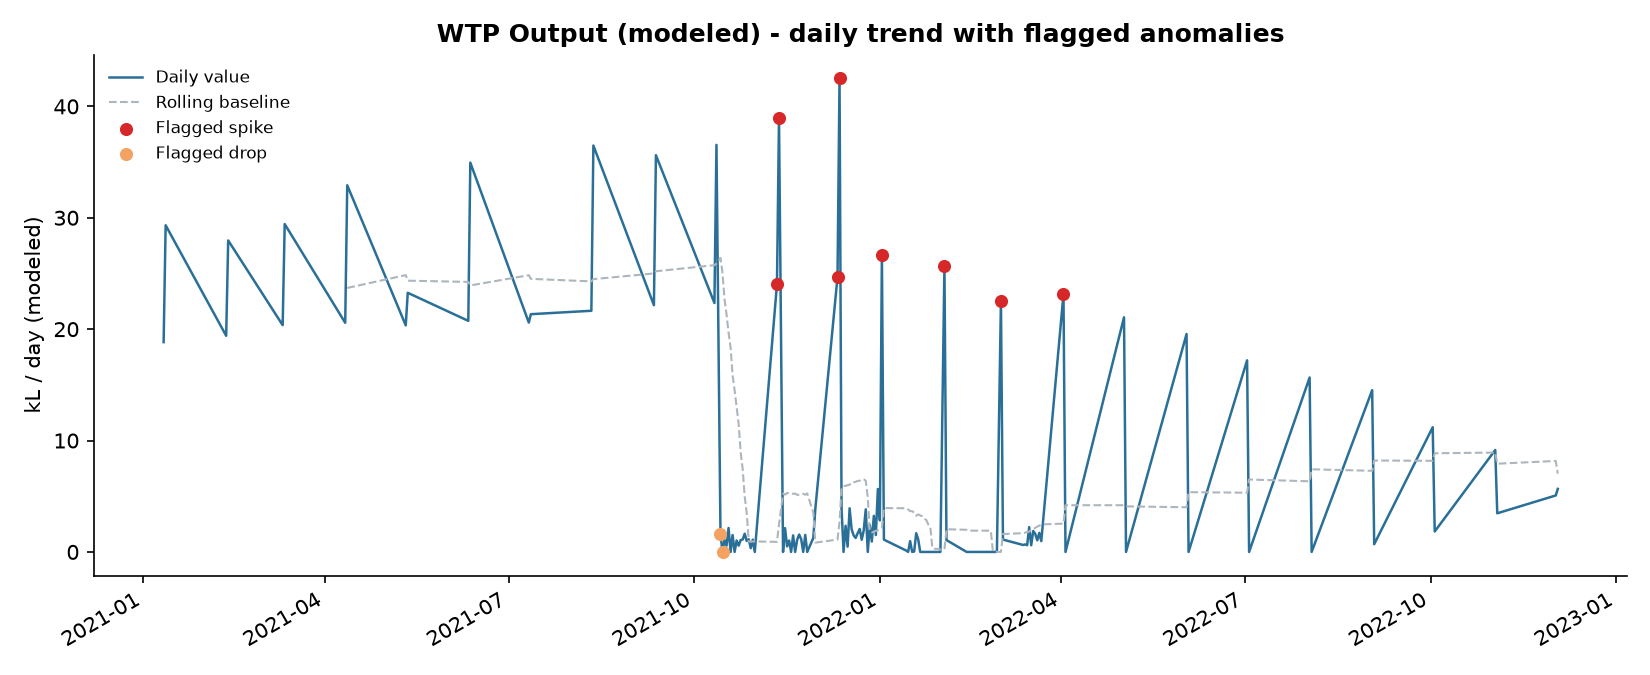 WTP Output (modeled) - daily trend with flagged anomalies
Daily value
Rolling baseline
Flagged spike
Flagged drop
kL / day (modeled)
40
30
20
10
0
2021-01
2021-04
2021-07
2021-10
2022-01
2022-04
2022-07
2022-10
2023-01